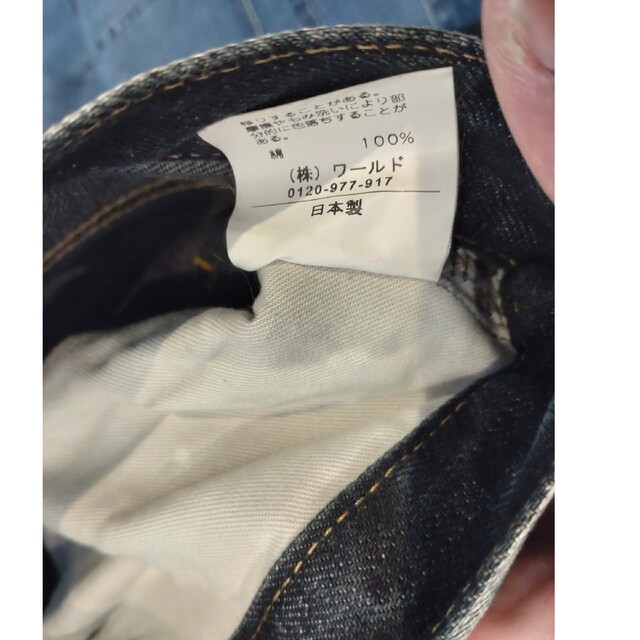 移りすることがある。
摩擦やもみ洗いにより部
分的に色落ちすることが
ある。
綿 100%
(株) ワールド
0120-977-917
日本製